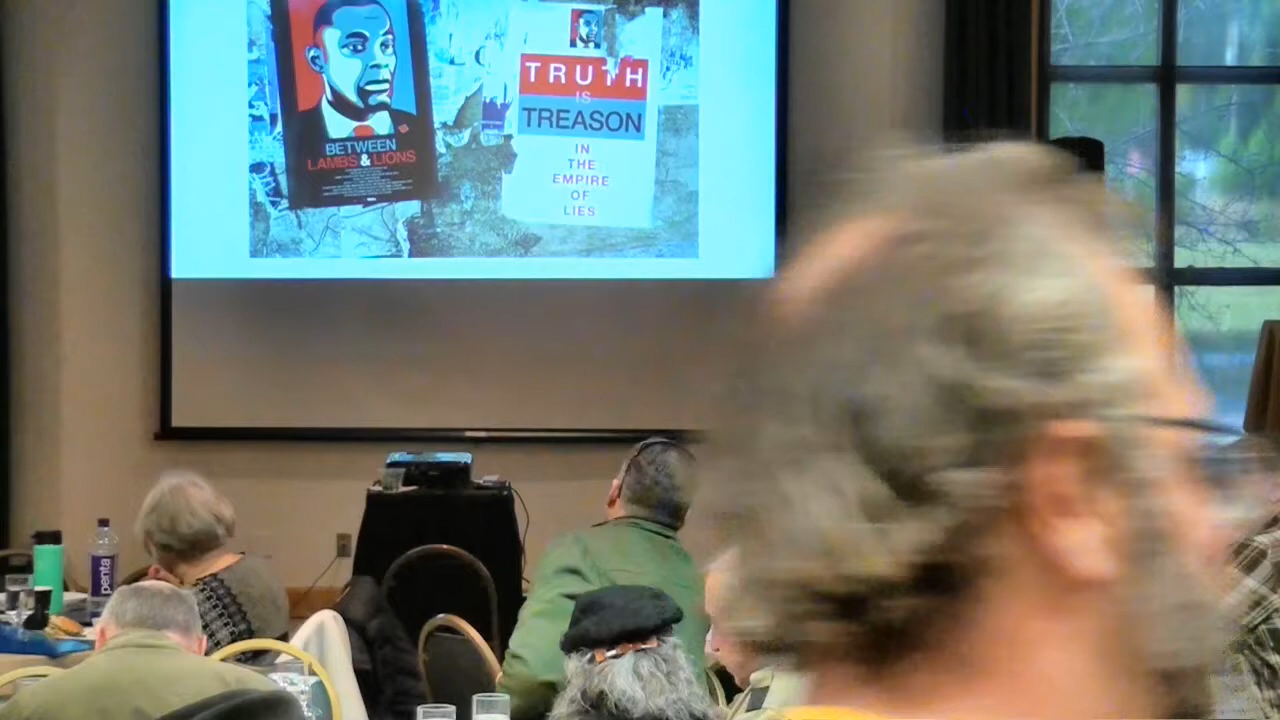 BETWEEN
LAMBS & LIONS
TRUTH
IS
TREASON
IN
THE
EMPIRE
OF
LIES
penta